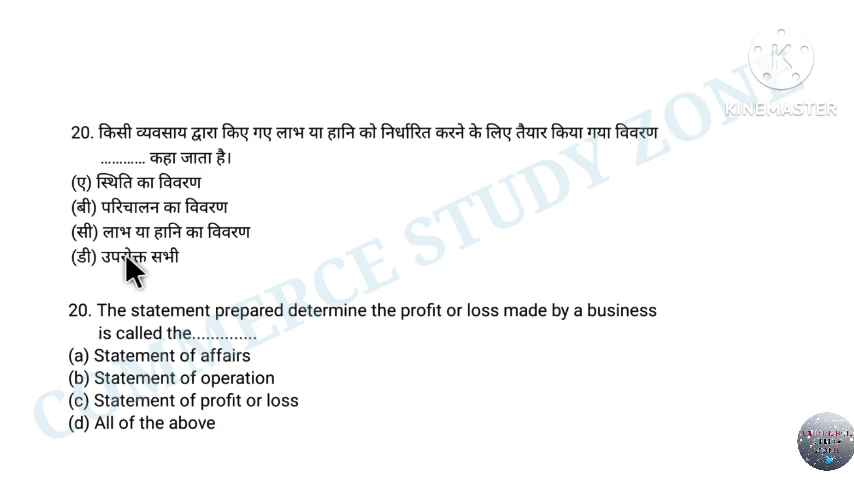 KINEMASTER
20. किसी व्यवसाय द्वारा किए गए लाभ या हानि को निर्धारित करने के लिए तैयार किया गया विवरण
............ कहा जाता है।
(ए) स्थिति का विवरण
(बी) परिचालन का विवरण
(सी) लाभ या हानि का विवरण
(डी) उपरोक्त सभी
20. The statement prepared determine the profit or loss made by a business
is called the..............
(a) Statement of affairs
(b) Statement of operation
(c) Statement of profit or loss
(d) All of the above
COMMERCE STUDY ZONE